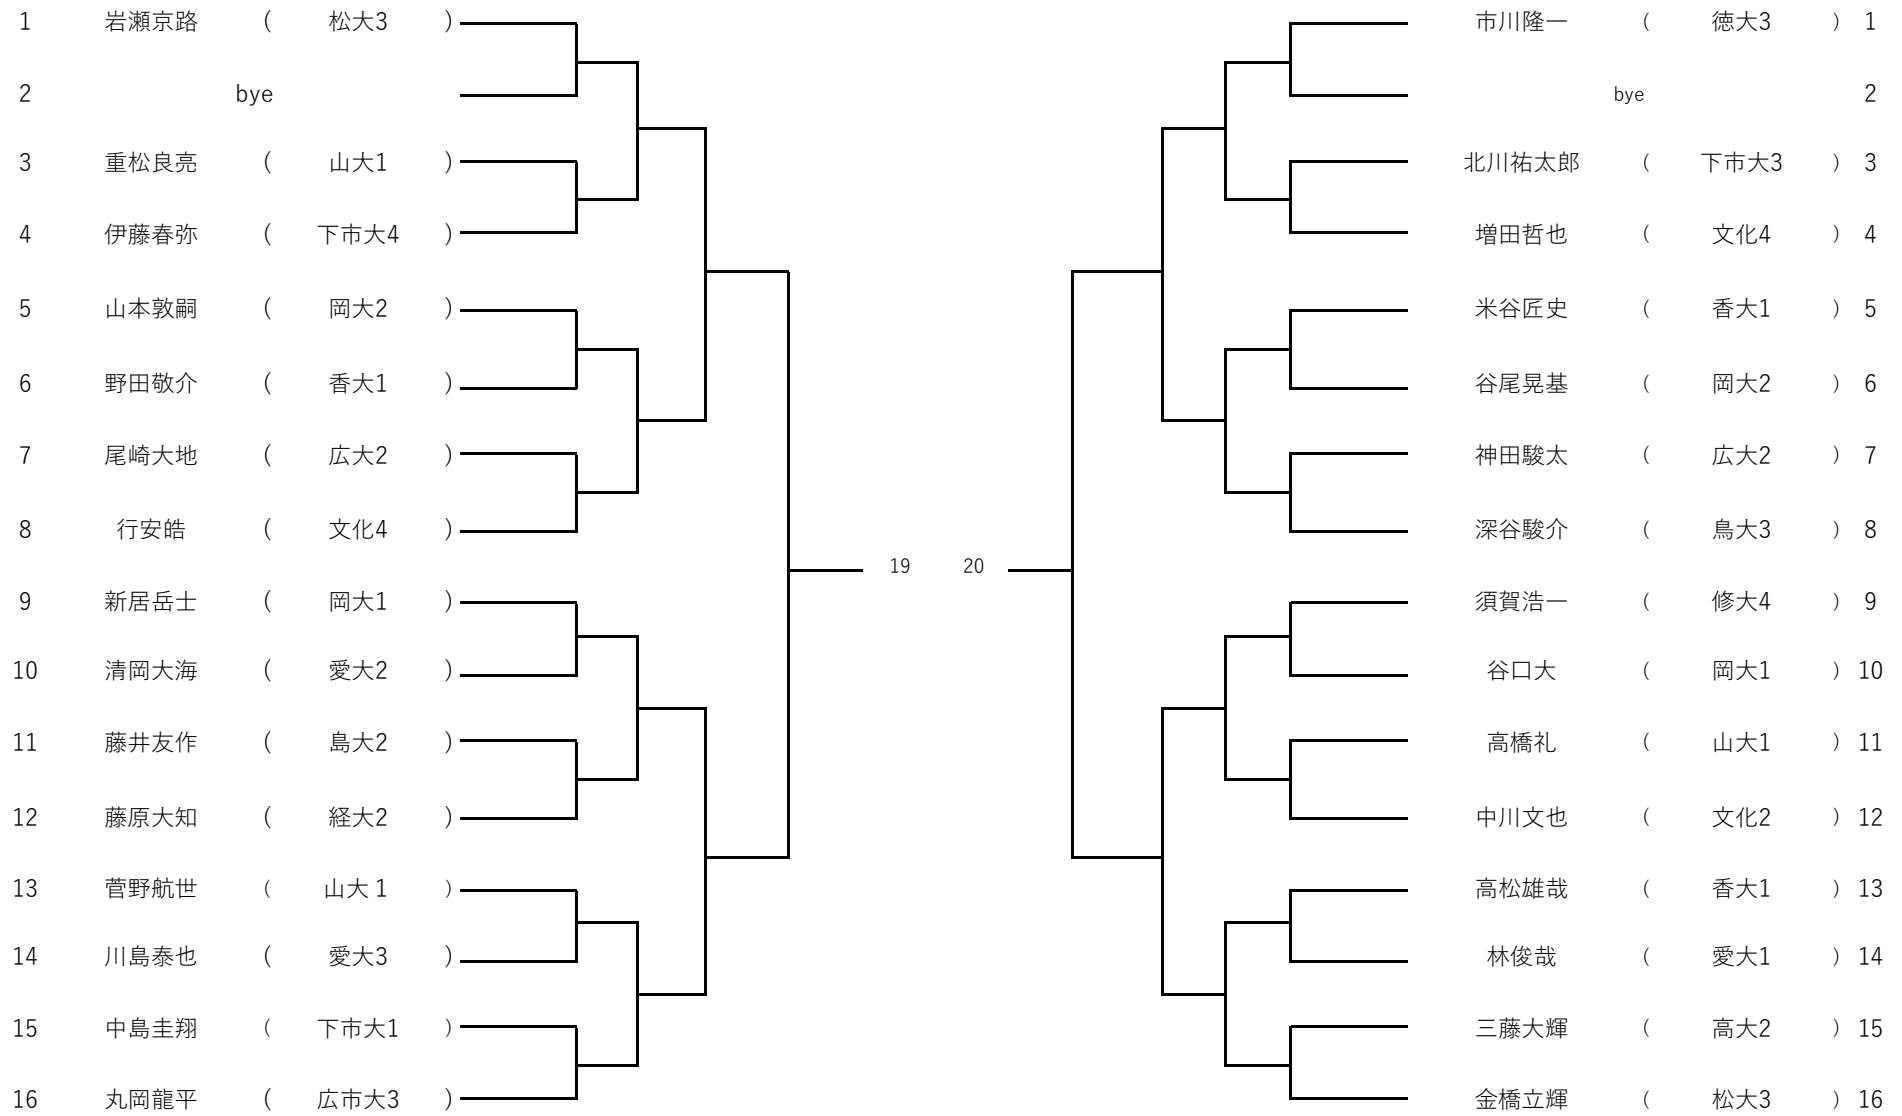 1 岩瀬京路 ( 松大3 ) 市川隆一 ( 徳大3 ) 1
2 bye bye 2
3 重松良亮 ( 山大1 ) 北川祐太郎 ( 下市大3 ) 3
4 伊藤春弥 ( 下市大4 ) 増田哲也 ( 文化4 ) 4
5 山本敦嗣 ( 岡大2 ) 米谷匠史 ( 香大1 ) 5
6 野田敬介 ( 香大1 ) 谷尾晃基 ( 岡大2 ) 6
7 尾崎大地 ( 広大2 ) 神田駿太 ( 広大2 ) 7
8 行安皓 ( 文化4 ) 深谷駿介 ( 鳥大3 ) 8
19 20
9 新居岳士 ( 岡大1 ) 須賀浩一 ( 修大4 ) 9
10 清岡大海 ( 愛大2 ) 谷口大 ( 岡大1 ) 10
11 藤井友作 ( 島大2 ) 高橋礼 ( 山大1 ) 11
12 藤原大知 ( 経大2 ) 中川文也 ( 文化2 ) 12
13 菅野航世 ( 山大１ ) 高松雄哉 ( 香大1 ) 13
14 川島泰也 ( 愛大3 ) 林俊哉 ( 愛大1 ) 14
15 中島圭翔 ( 下市大1 ) 三藤大輝 ( 高大2 ) 15
16 丸岡龍平 ( 広市大3 ) 金橋立輝 ( 松大3 ) 16